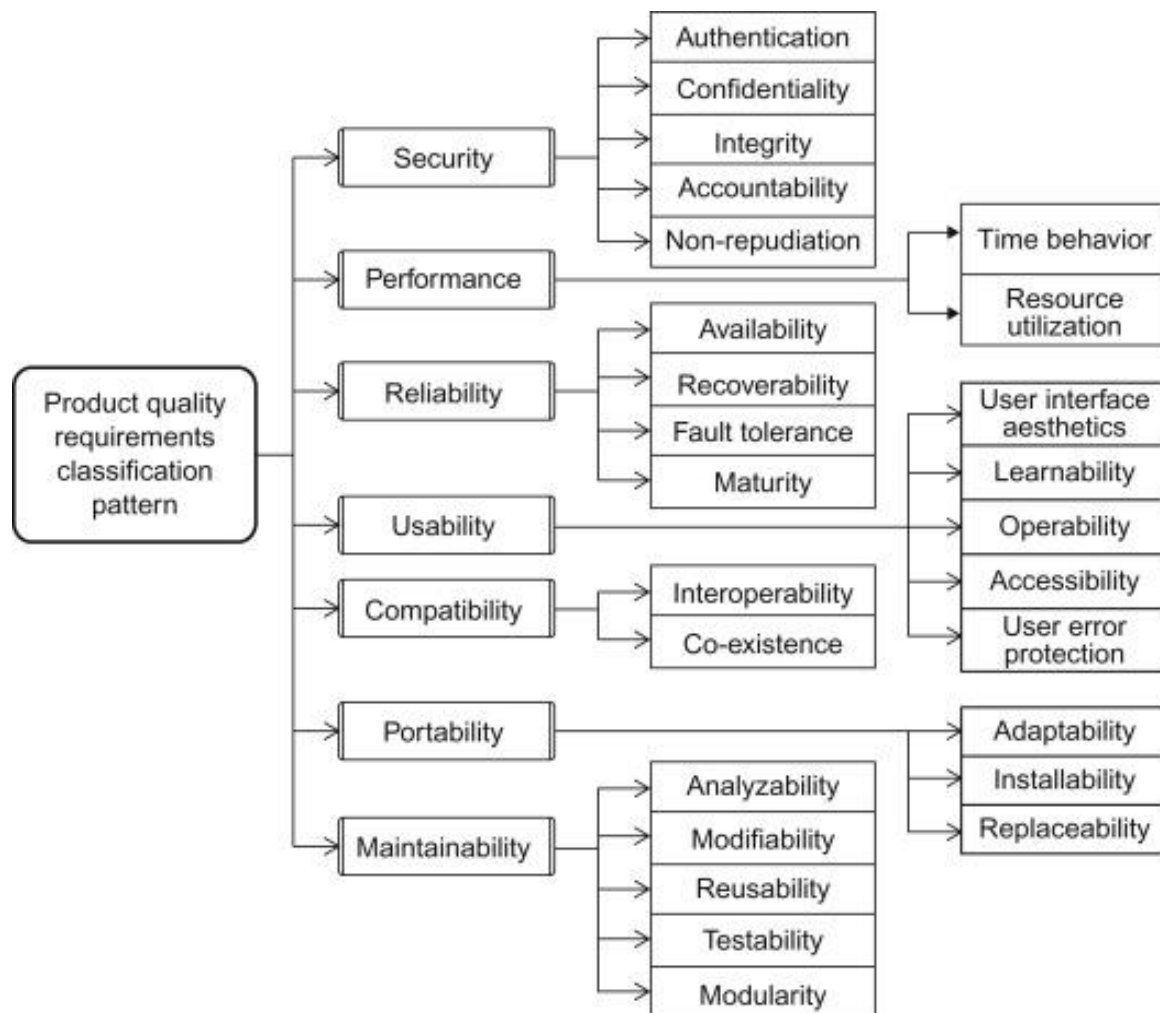 Product quality
requirements
classification
pattern
Security
Authentication
Confidentiality
Integrity
Accountability
Non-repudiation
Performance
Time behavior
Resource
utilization
Reliability
Availability
Recoverability
Fault tolerance
Maturity
Usability
User interface
aesthetics
Learnability
Operability
Accessibility
User error
protection
Compatibility
Interoperability
Co-existence
Portability
Adaptability
Installability
Replaceability
Maintainability
Analyzability
Modifiability
Reusability
Testability
Modularity